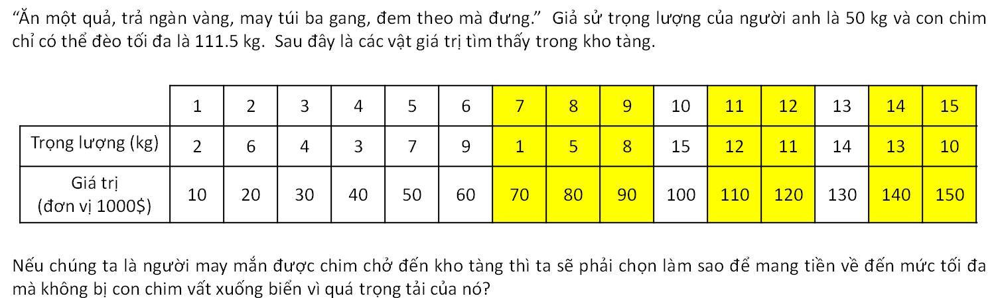 “Ăn một quả, trả ngàn vàng, may túi ba gang, đem theo mà đưng.” Giả sử trọng lượng của người anh là 50 kg và con chim
chỉ có thể đèo tối đa là 111.5 kg. Sau đây là các vật giá trị tìm thấy trong kho tàng.
1 2 3 4 5 6 7 8 9 10 11 12 13 14 15
Trọng lượng (kg) 2 6 4 3 7 9 1 5 8 15 12 11 14 13 10
Giá trị
(đơn vị 1000$) 10 20 30 40 50 60 70 80 90 100 110 120 130 140 150
Nếu chúng ta là người may mắn được chim chở đến kho tàng thì ta sẽ phải chọn làm sao để mang tiền về đến mức tối đa
mà không bị con chim vất xuống biển vì quá trọng tải của nó?